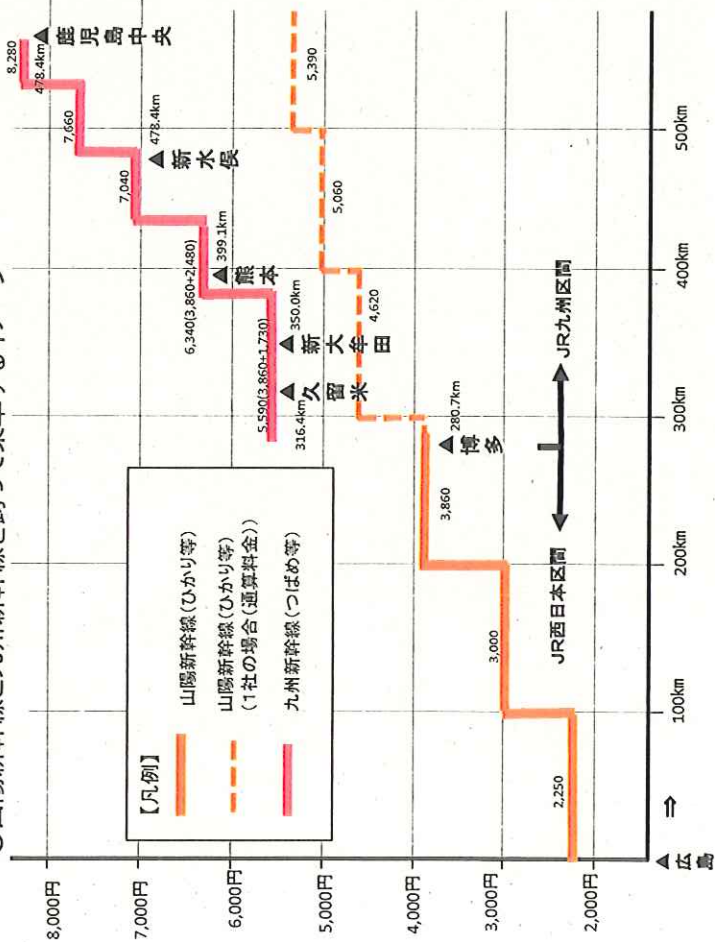 8,000円
7,000円
6,000円
5,000円
4,000円
3,000円
2,000円
【凡例】
山陽新幹線(ひかり等)
山陽新幹線(ひかり等)
(1社の場合(通算料金))
九州新幹線(つばめ等)
2,250
3,000
3,860
4,620
5,060
5,390
5,590(3,860+1,730)
6,340(3,860+2,480)
7,040
7,660
8,280
280.7km
博多
316.4km
久留米
350.0km
新大牟田
399.1km
熊本
478.4km
新水俣
478.4km
鹿児島中央
JR西日本区間
JR九州区間
広島
⇒
100km
200km
300km
400km
500km